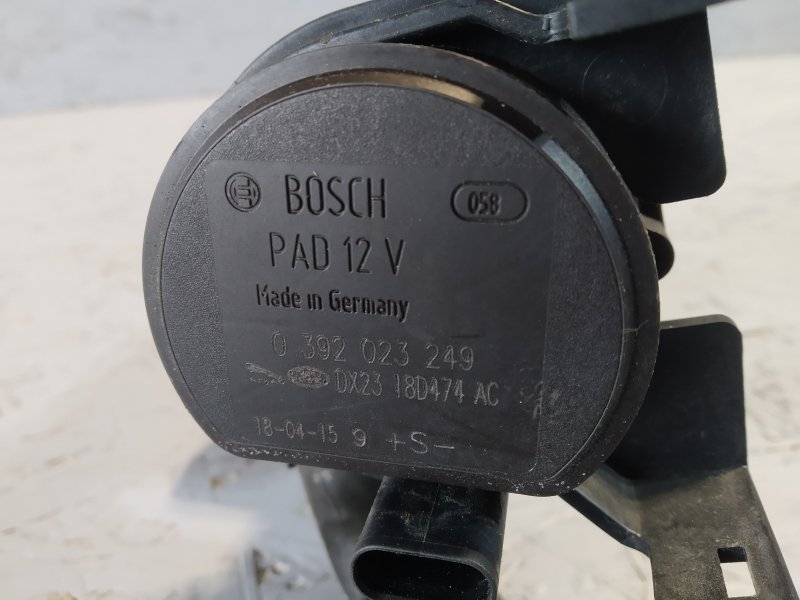 BOSCH 058
PAD 12 V
Made in Germany
0 392 023 249
DX23 18D474 AC
18-04-15 9 +S-